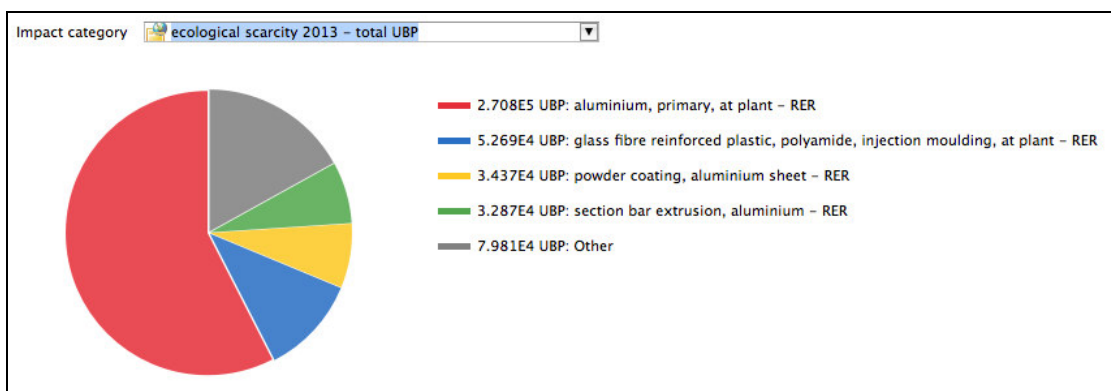 Impact category ecological scarcity 2013 – total UBP
2.708E5 UBP: aluminium, primary, at plant – RER
5.269E4 UBP: glass fibre reinforced plastic, polyamide, injection moulding, at plant – RER
3.437E4 UBP: powder coating, aluminium sheet – RER
3.287E4 UBP: section bar extrusion, aluminium – RER
7.981E4 UBP: Other